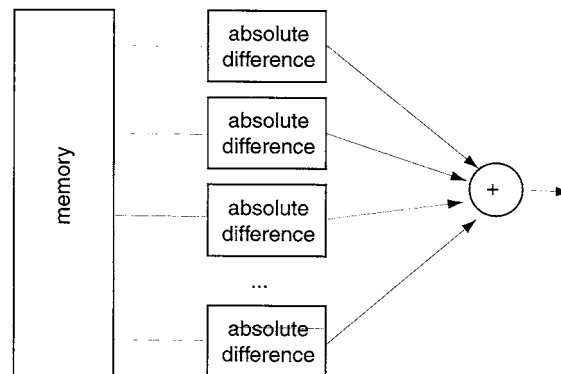 absolute
difference
absolute
difference
memory
absolute
difference
+
...
absolute
difference